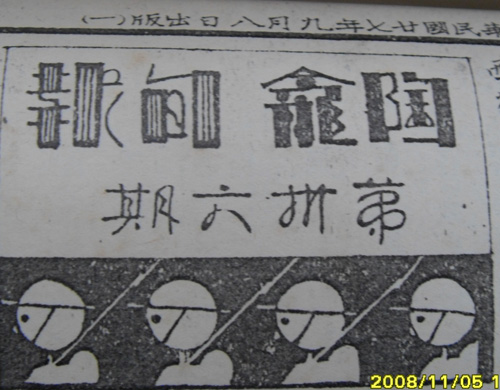 民國廿七年九月八日出版(一)
陶龕旬報
第卅六期
2008/11/05 1